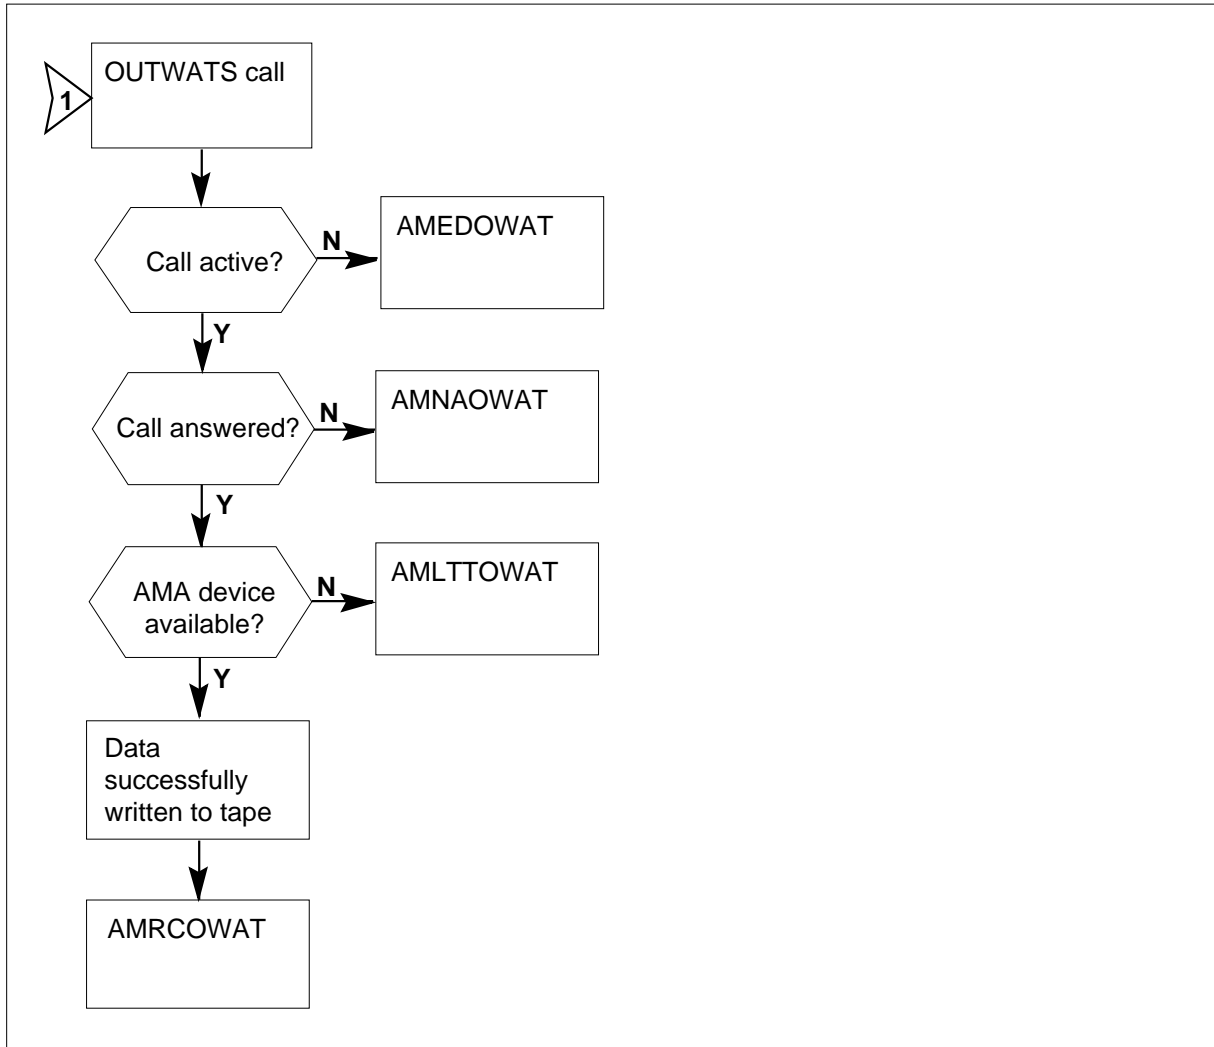 OUTWATS call
1
Call active?
N
AMEDOWAT
Y
Call answered?
N
AMNAOWAT
Y
AMA device
available?
N
AMLTTOWAT
Y
Data
successfully
written to tape
AMRCOWAT